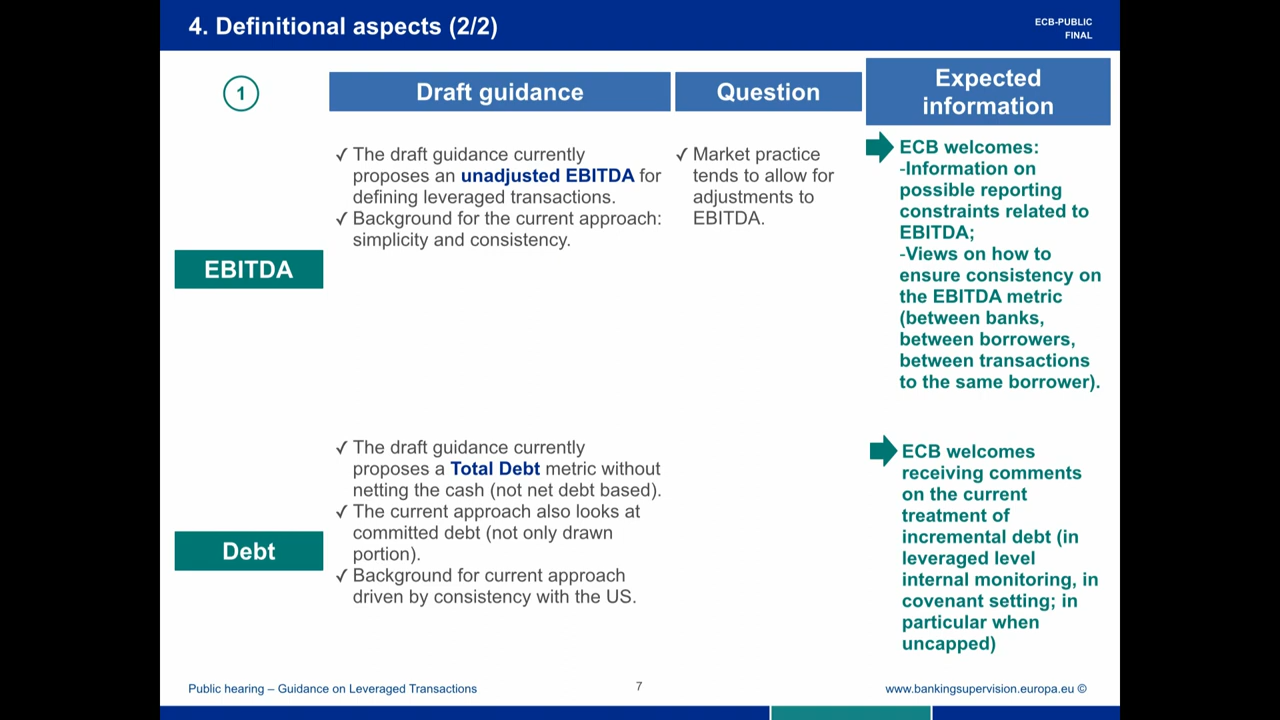 4. Definitional aspects (2/2)
ECB-PUBLIC
FINAL
1
Draft guidance
Question
Expected
information
EBITDA
✓ The draft guidance currently
proposes an unadjusted EBITDA for
defining leveraged transactions.
✓ Background for the current approach:
simplicity and consistency.
✓ Market practice
tends to allow for
adjustments to
EBITDA.
ECB welcomes:
-Information on
possible reporting
constraints related to
EBITDA;
-Views on how to
ensure consistency on
the EBITDA metric
(between banks,
between borrowers,
between transactions
to the same borrower).
Debt
✓ The draft guidance currently
proposes a Total Debt metric without
netting the cash (not net debt based).
✓ The current approach also looks at
committed debt (not only drawn
portion).
✓ Background for current approach
driven by consistency with the US.
ECB welcomes
receiving comments
on the current
treatment of
incremental debt (in
leveraged level
internal monitoring, in
covenant setting; in
particular when
uncapped)
Public hearing – Guidance on Leveraged Transactions
7
www.bankingsupervision.europa.eu ©